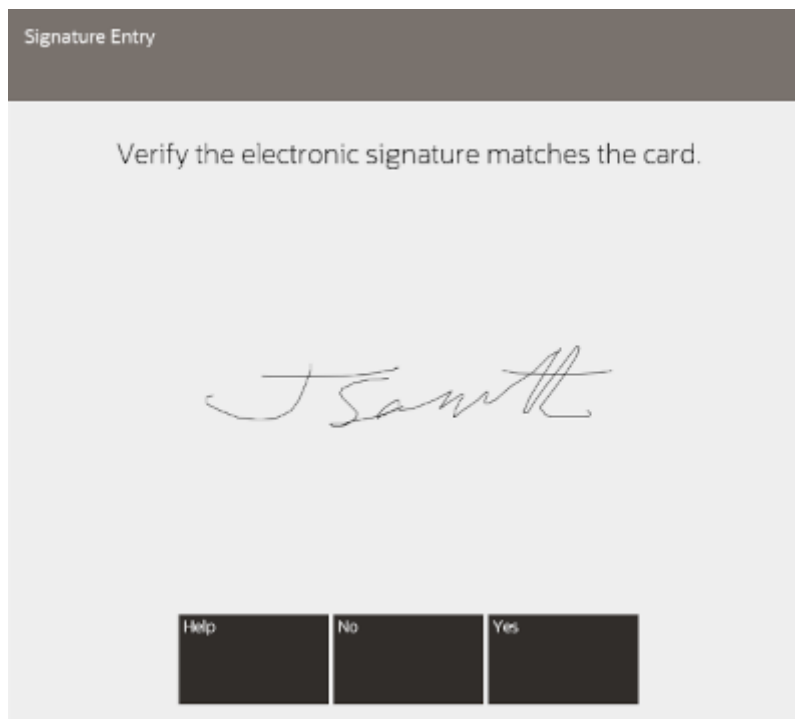 Signature Entry
Verify the electronic signature matches the card.
Help No Yes